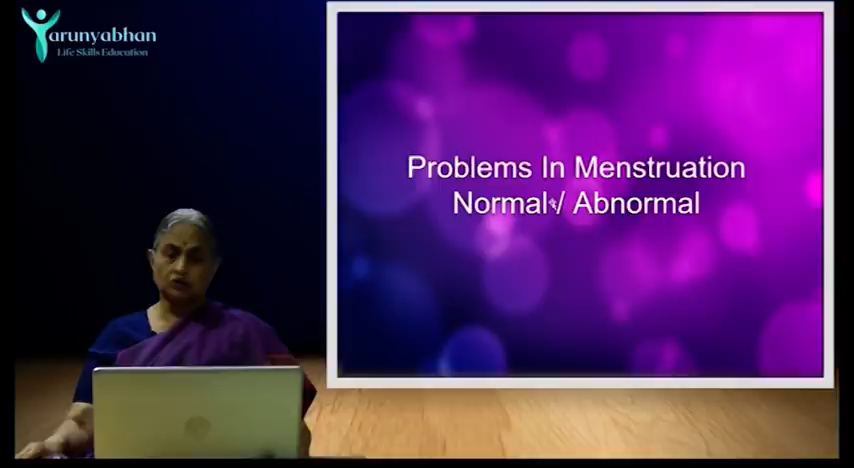 arunyabhan
Life Skills Education
Problems In Menstruation
Normal / Abnormal